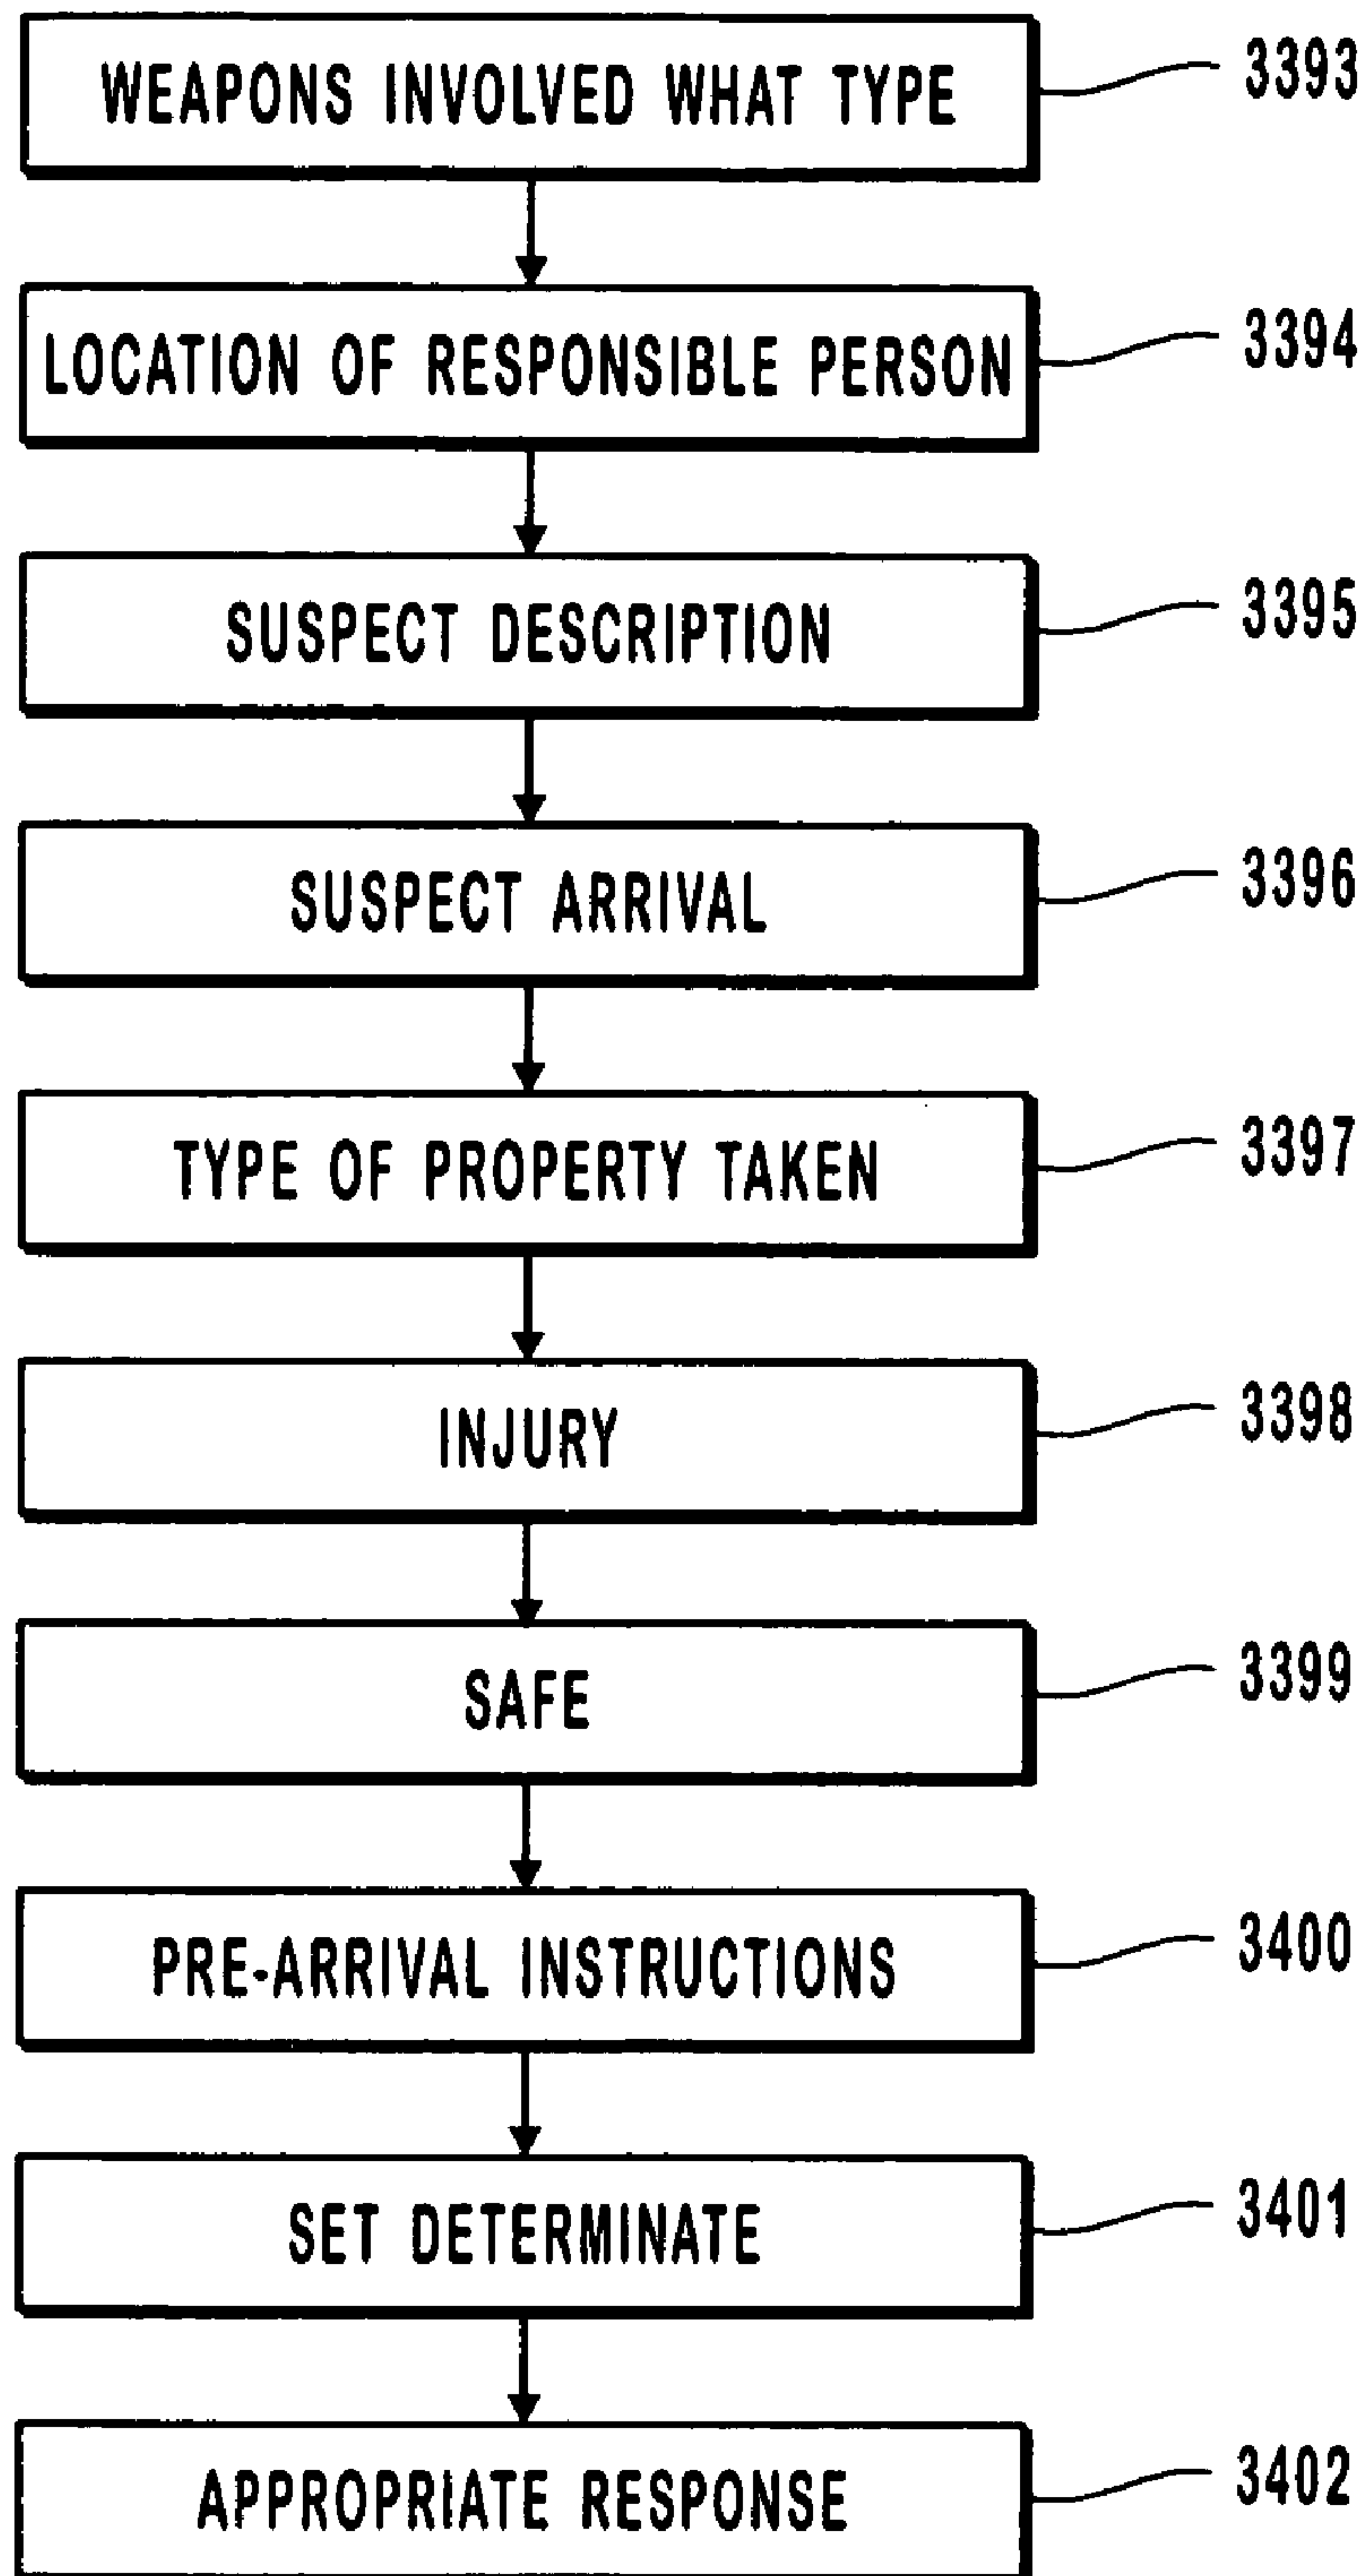 WEAPONS INVOLVED WHAT TYPE 3393
LOCATION OF RESPONSIBLE PERSON 3394
SUSPECT DESCRIPTION 3395
SUSPECT ARRIVAL 3396
TYPE OF PROPERTY TAKEN 3397
INJURY 3398
SAFE 3399
PRE-ARRIVAL INSTRUCTIONS 3400
SET DETERMINATE 3401
APPROPRIATE RESPONSE 3402